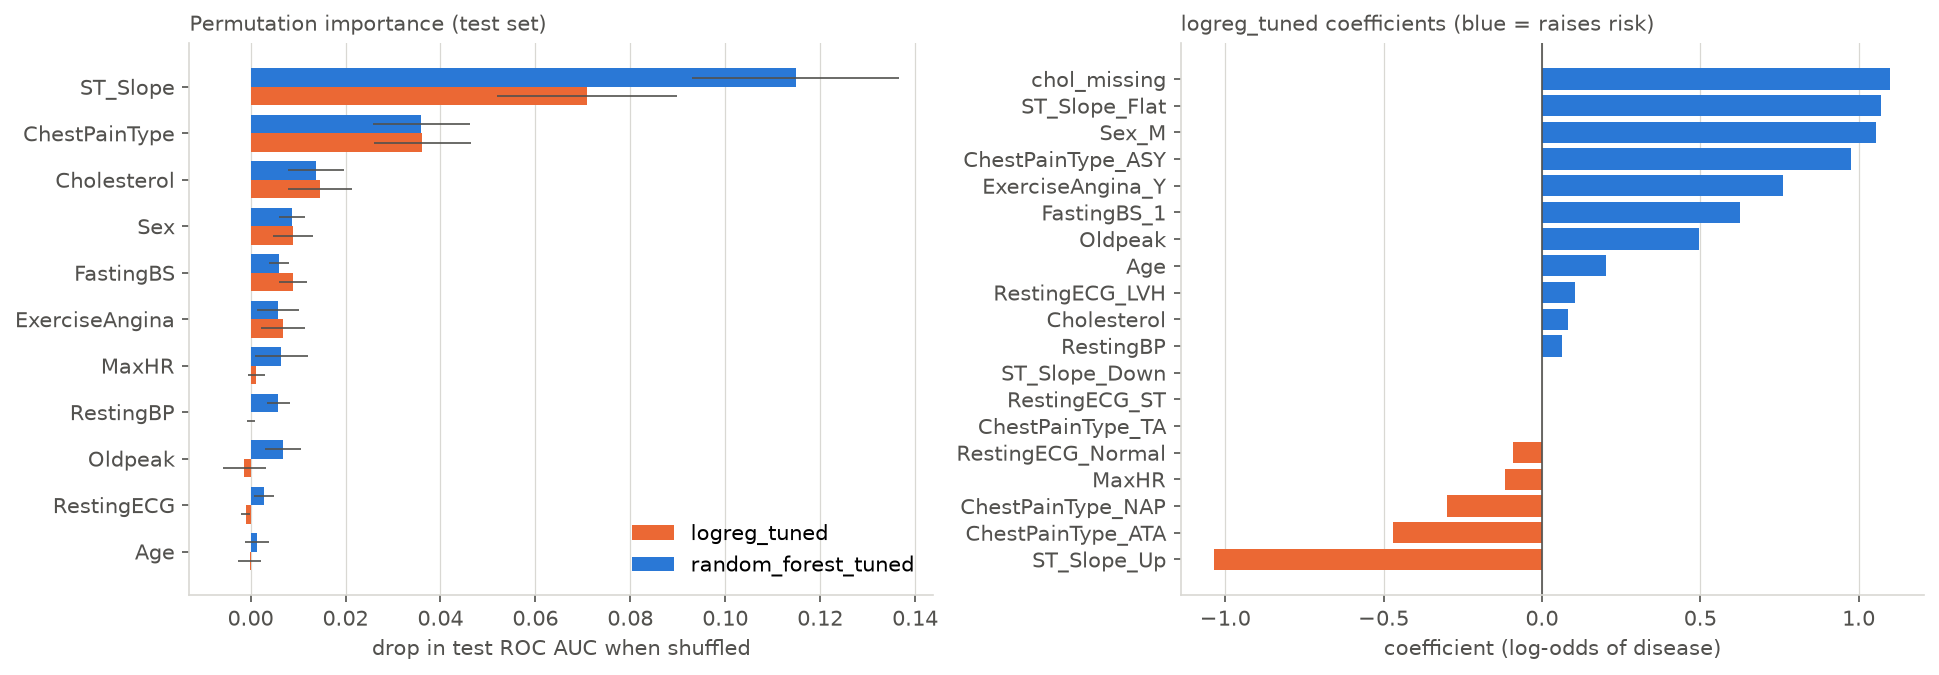 Permutation importance (test set)
ST_Slope
ChestPainType
Cholesterol
Sex
FastingBS
ExerciseAngina
MaxHR
RestingBP
Oldpeak
RestingECG
Age
logreg_tuned
random_forest_tuned
0.00 0.02 0.04 0.06 0.08 0.10 0.12 0.14
drop in test ROC AUC when shuffled
logreg_tuned coefficients (blue = raises risk)
chol_missing
ST_Slope_Flat
Sex_M
ChestPainType_ASY
ExerciseAngina_Y
FastingBS_1
Oldpeak
Age
RestingECG_LVH
Cholesterol
RestingBP
ST_Slope_Down
RestingECG_ST
ChestPainType_TA
RestingECG_Normal
MaxHR
ChestPainType_NAP
ChestPainType_ATA
ST_Slope_Up
−1.0 −0.5 0.0 0.5 1.0
coefficient (log-odds of disease)